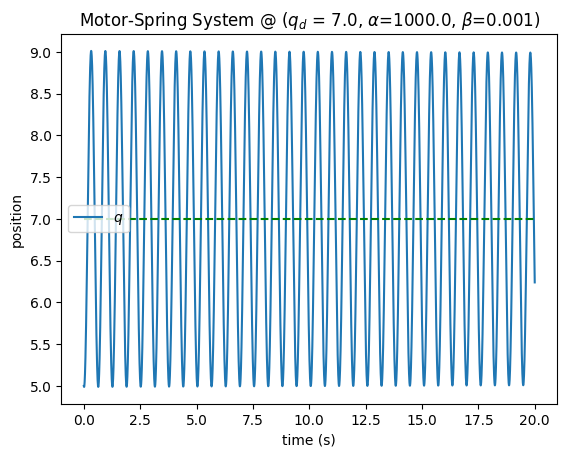 Motor-Spring System @ (q_d = 7.0, α=1000.0, β=0.001)
9.0
8.5
8.0
7.5
7.0
6.5
6.0
5.5
5.0
position
q
0.0 2.5 5.0 7.5 10.0 12.5 15.0 17.5 20.0
time (s)